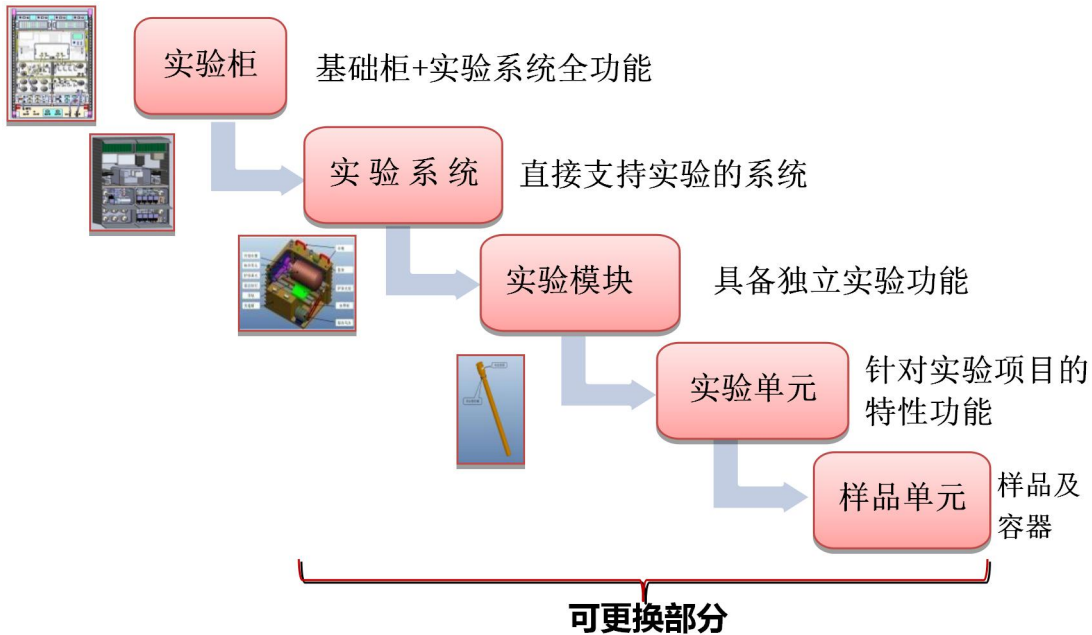 实验柜
基础柜+实验系统全功能
实验系统
直接支持实验的系统
实验模块
具备独立实验功能
实验单元
针对实验项目的
特性功能
样品单元
样品及
容器
可更换部分